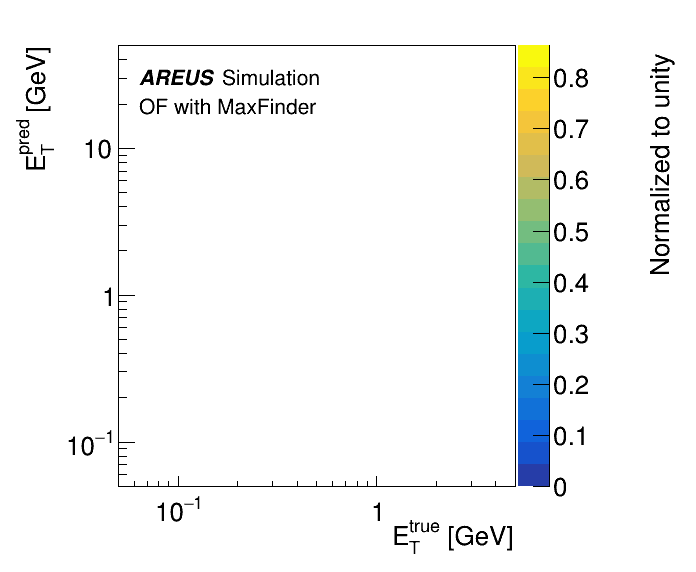 AREUS Simulation
OF with MaxFinder
E_T^pred [GeV]
10
1
10^−1
10^−1
1
E_T^true [GeV]
0.8
0.7
0.6
0.5
0.4
0.3
0.2
0.1
0
Normalized to unity